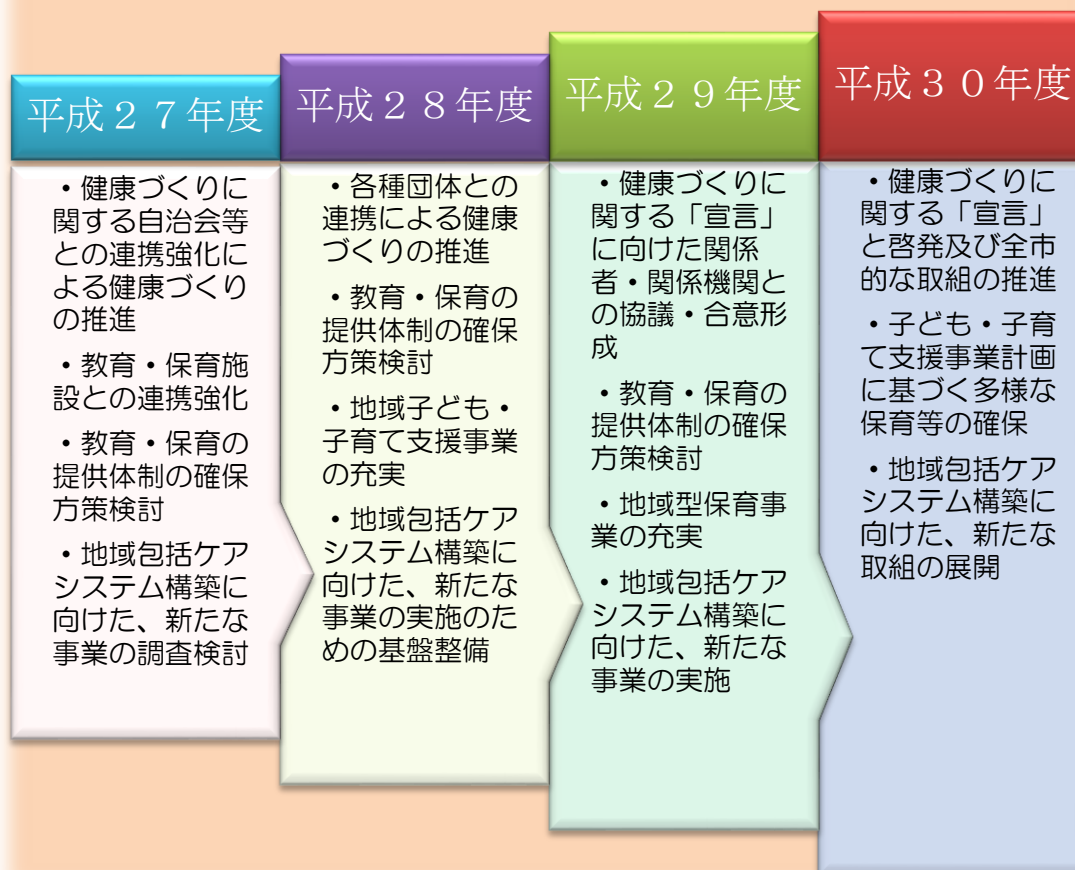 平成２７年度
・健康づくりに
関する自治会等
との連携強化に
よる健康づくり
の推進
・教育・保育施
設との連携強化
・教育・保育の
提供体制の確保
方策検討
・地域包括ケア
システム構築に
向けた、新たな
事業の調査検討
平成２８年度
・各種団体との
連携による健康
づくりの推進
・教育・保育の
提供体制の確保
方策検討
・地域子ども・
子育て支援事業
の充実
・地域包括ケア
システム構築に
向けた、新たな
事業の実施のた
めの基盤整備
平成２９年度
・健康づくりに
関する「宣言」
に向けた関係
者・関係機関と
の協議・合意形
成
・教育・保育の
提供体制の確保
方策検討
・地域型保育事
業の充実
・地域包括ケア
システム構築に
向けた、新たな
事業の実施
平成３０年度
・健康づくりに
関する「宣言」
と啓発及び全市
的な取組の推進
・子ども・子育
て支援事業計画
に基づく多様な
保育等の確保
・地域包括ケア
システム構築に
向けた、新たな
取組の展開